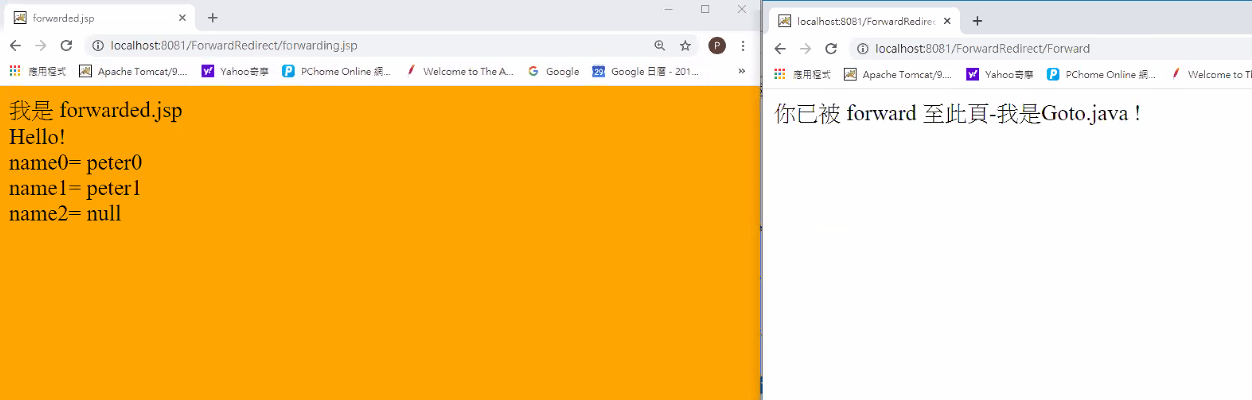 forwarded.jsp
localhost:8081/ForwardRedirect/forwarding.jsp
P
應用程式 Apache Tomcat/9.... Yahoo奇摩 PChome Online 網... Welcome to The A... Google 29 Google 日曆 - 201... »
我是 forwarded.jsp
Hello!
name0= peter0
name1= peter1
name2= null
localhost:8081/ForwardRedirec
localhost:8081/ForwardRedirect/Forward
應用程式 Apache Tomcat/9.... Yahoo奇摩 PChome Online 網... Welcome to Th
你已被 forward 至此頁-我是Goto.java !